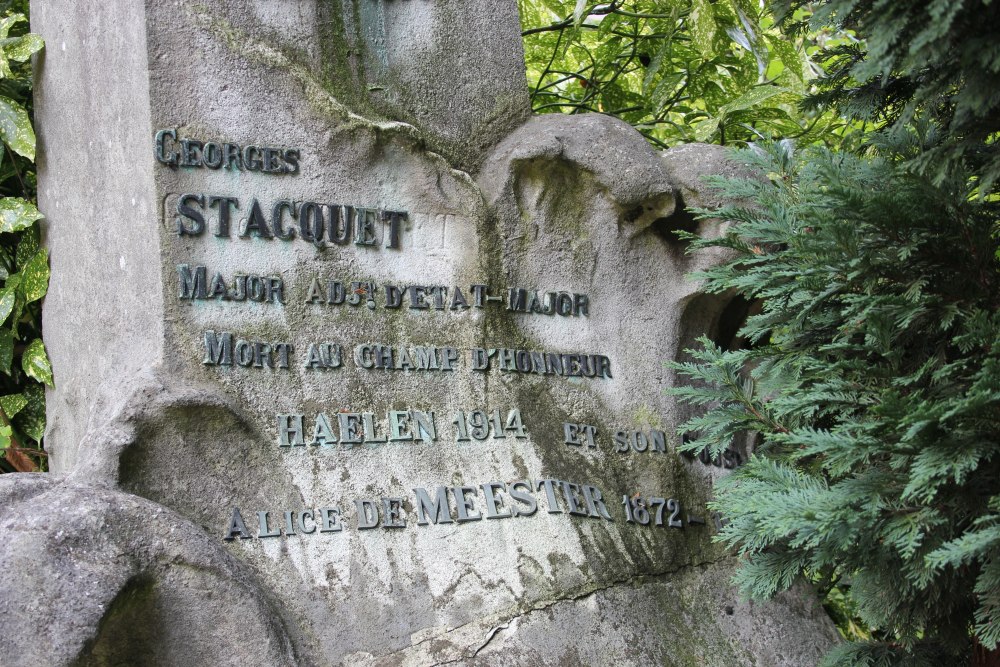 GEORGES
STACQUET
MAJOR ADJT. D'ETAT-MAJOR
MORT AU CHAMP D'HONNEUR
HAELEN 1914 ET SON
ALICE DE MEESTER 1872 –